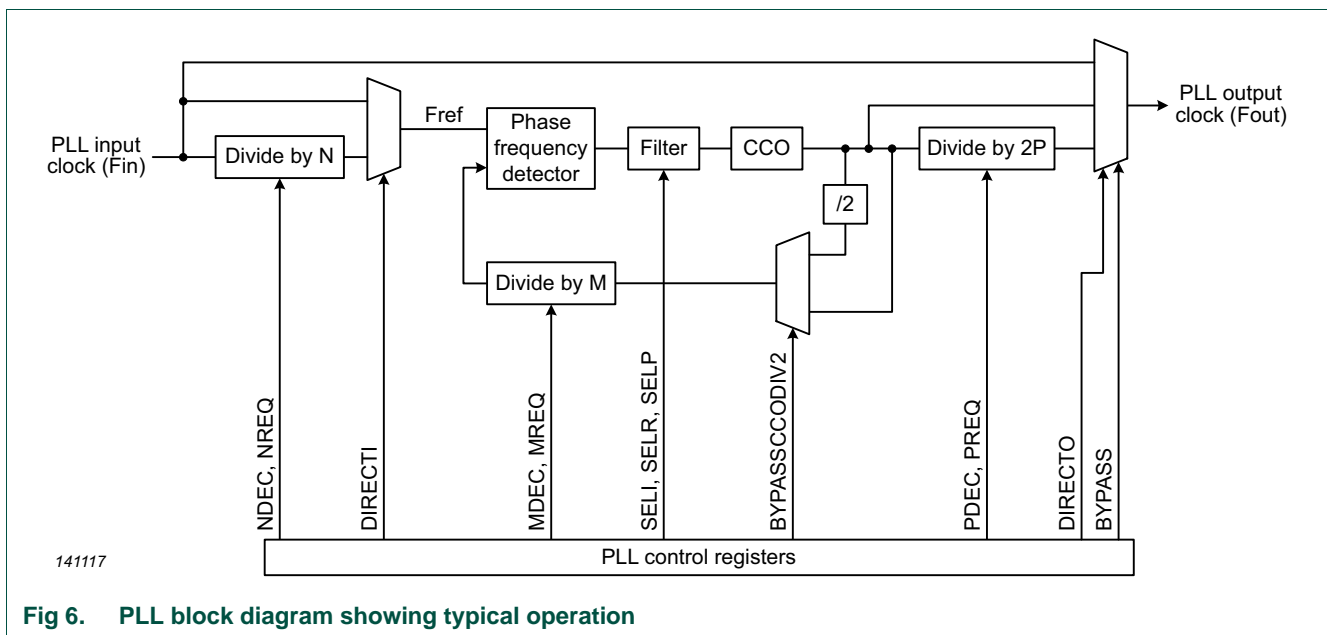 PLL input
clock (Fin)
Divide by N
Fref
Phase
frequency
detector
Filter
CCO
Divide by 2P
PLL output
clock (Fout)
/2
Divide by M
NDEC, NREQ
DIRECTI
MDEC, MREQ
SELI, SELR, SELP
BYPASSCCODIV2
PDEC, PREQ
DIRECTO
BYPASS
PLL control registers
141117
Fig 6. PLL block diagram showing typical operation